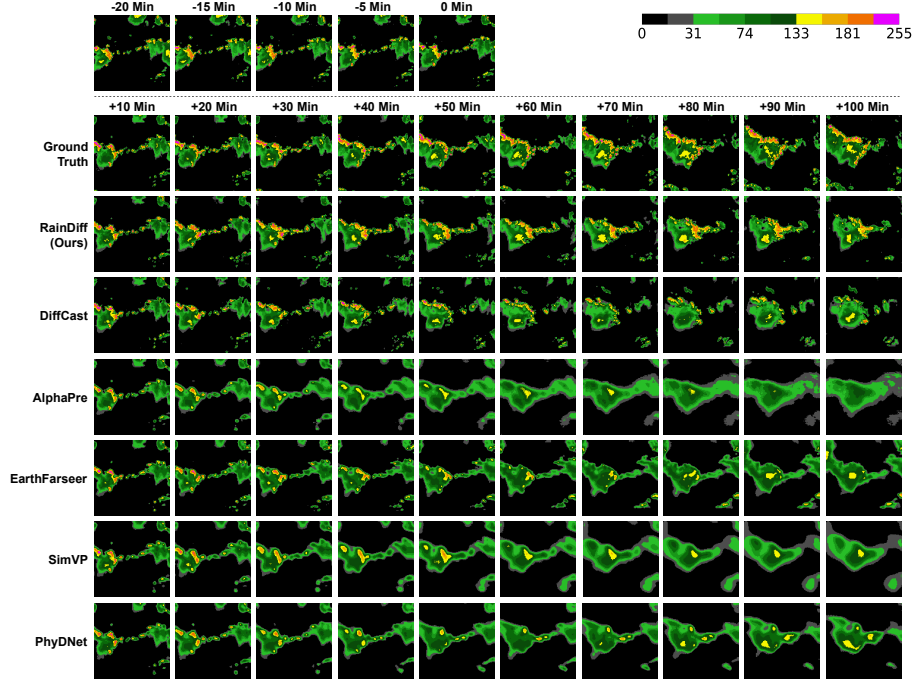 -20 Min -15 Min -10 Min -5 Min 0 Min
0 31 74 133 181 255
+10 Min +20 Min +30 Min +40 Min +50 Min +60 Min +70 Min +80 Min +90 Min +100 Min
Ground
Truth
RainDiff
(Ours)
DiffCast
AlphaPre
EarthFarseer
SimVP
PhyDNet